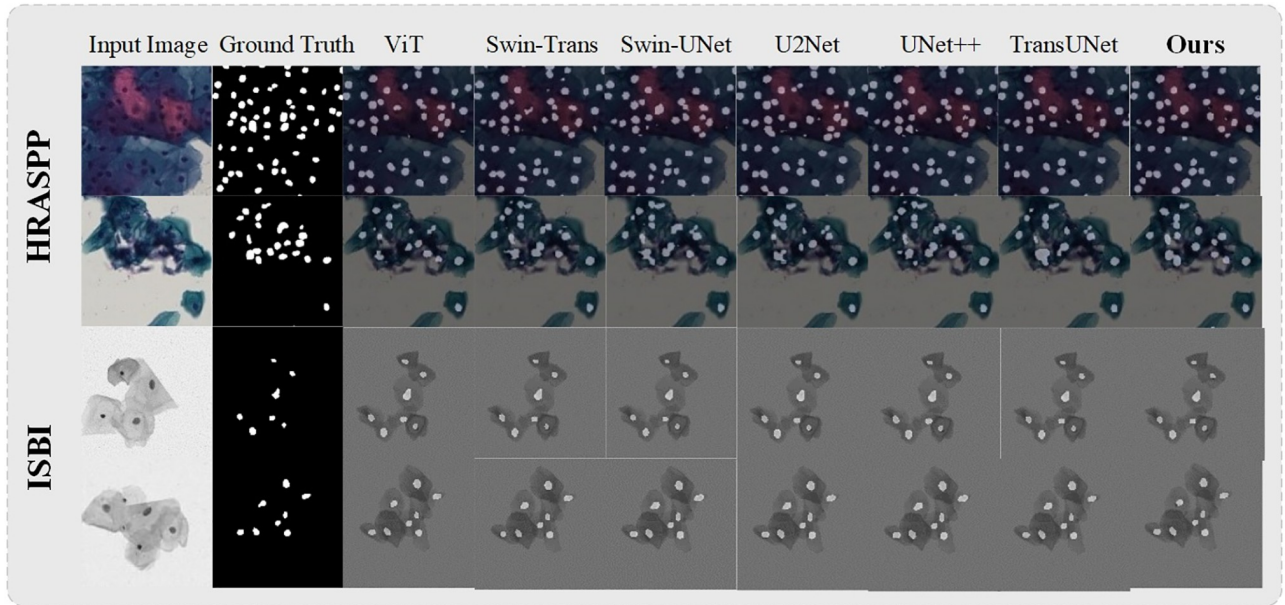 Input Image Ground Truth ViT Swin-Trans Swin-UNet U2Net UNet++ TransUNet Ours
HRASPP
ISBI